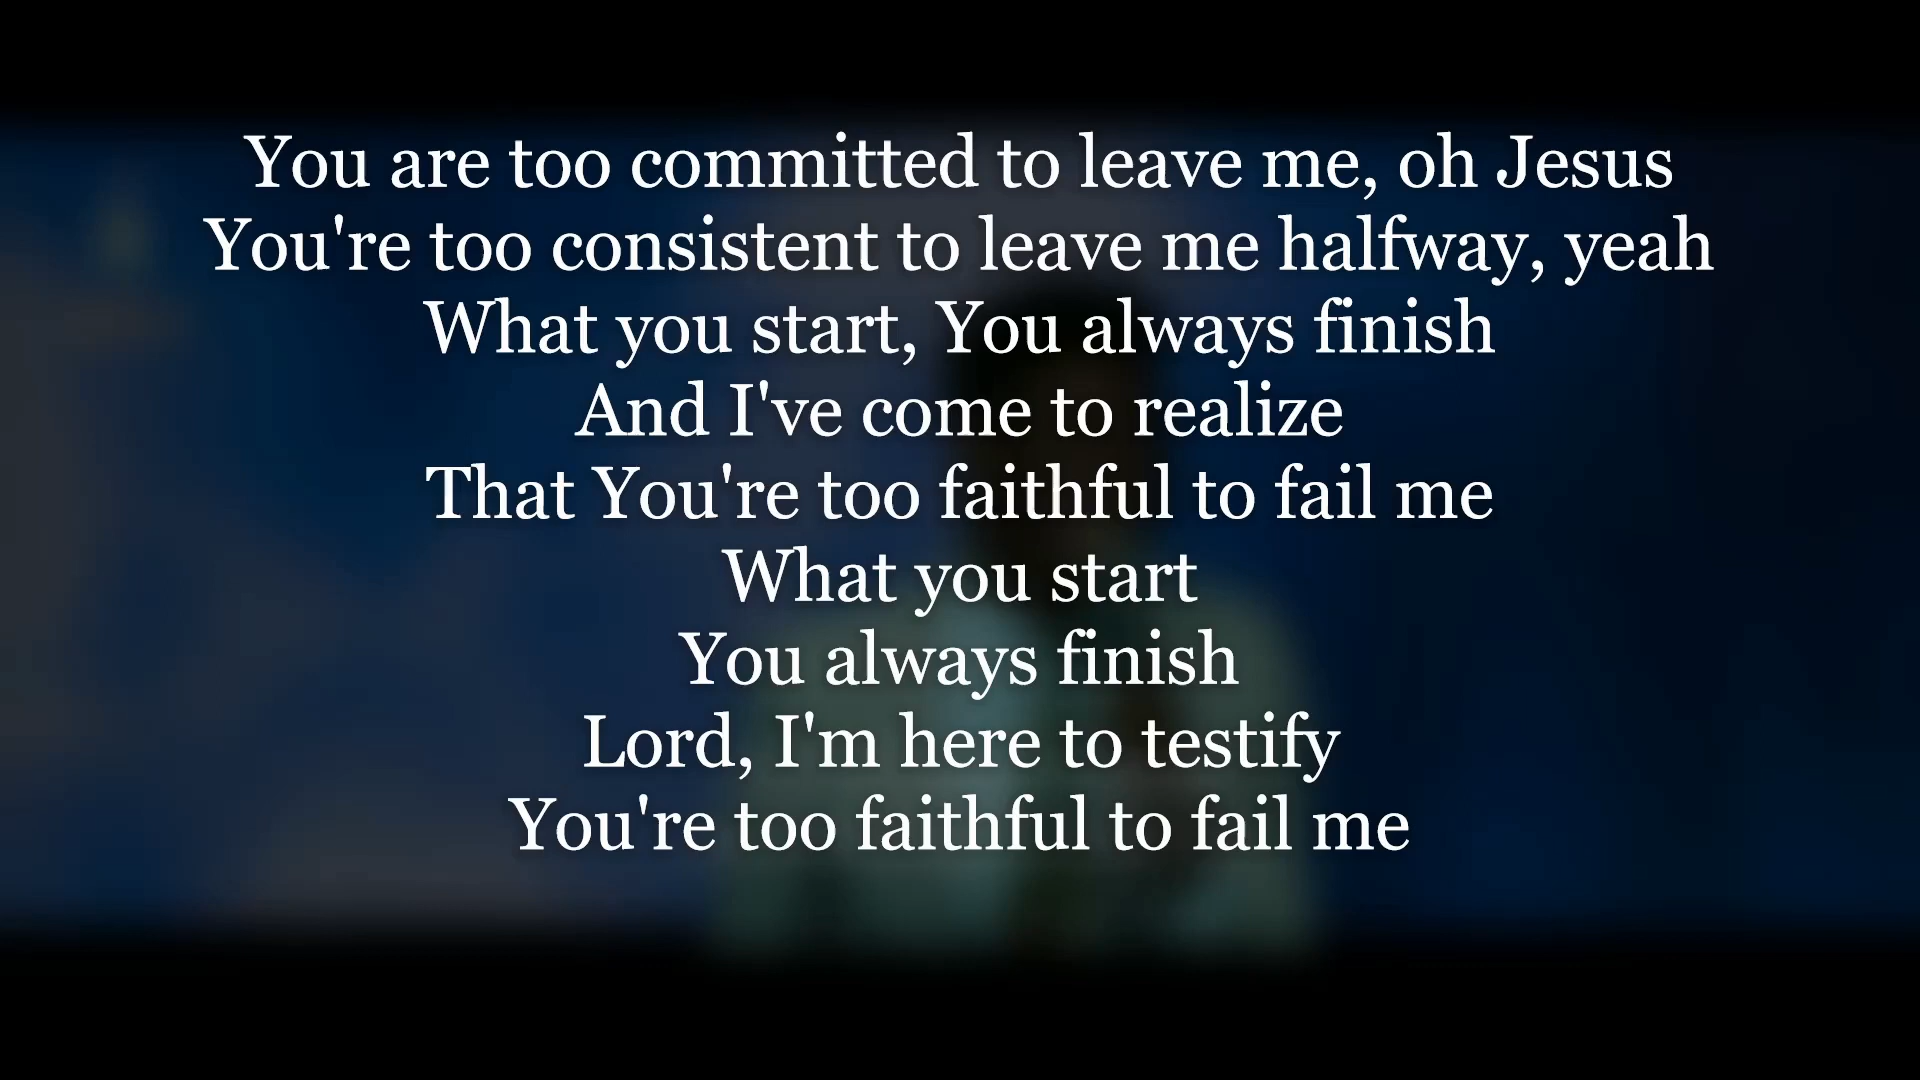 You are too committed to leave me, oh Jesus
You're too consistent to leave me halfway, yeah
What you start, You always finish
And I've come to realize
That You're too faithful to fail me
What you start
You always finish
Lord, I'm here to testify
You're too faithful to fail me